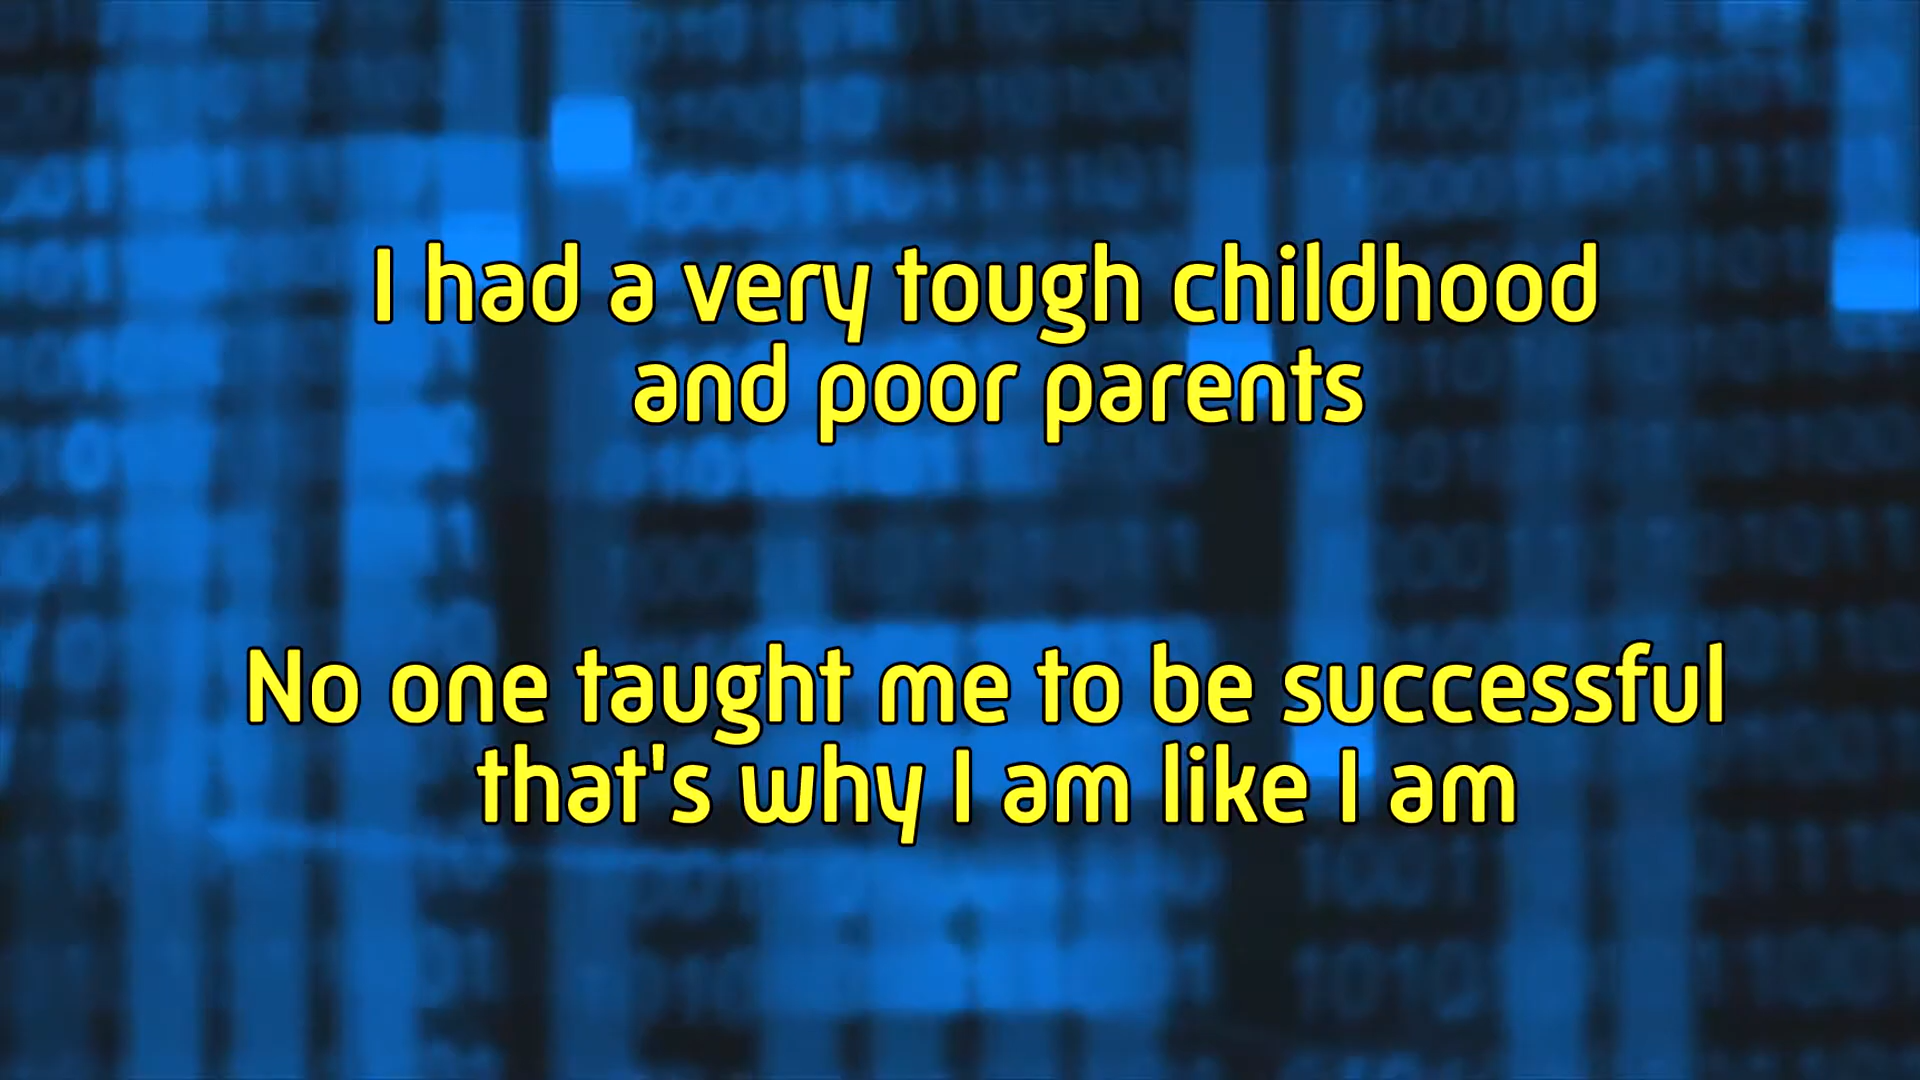 I had a very tough childhood
and poor parents
No one taught me to be successful
that's why I am like I am